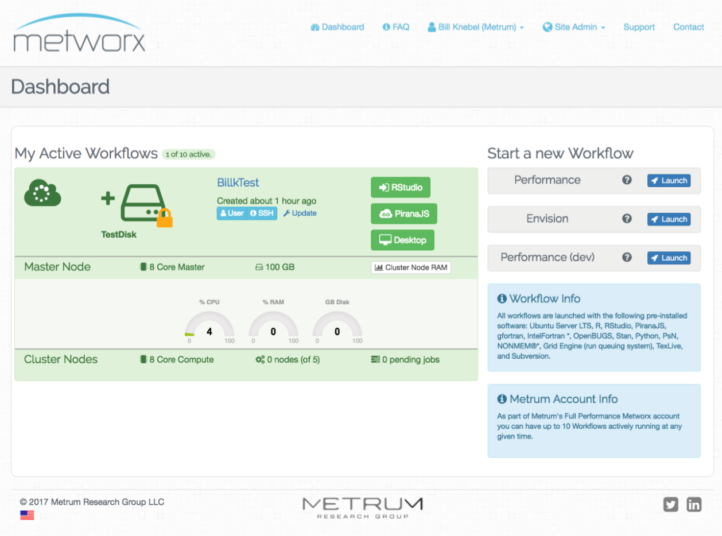 metworx
Dashboard
FAQ
Bill Knebel (Metrum)
Site Admin
Support
Contact
Dashboard
My Active Workflows 1 of 10 active.
TestDisk
BillkTest
Created about 1 hour ago
User SSH Update
RStudio
PiranaJS
Desktop
Master Node 8 Core Master 100 GB Cluster Node RAM
% CPU % RAM GB Disk
4 0 0
0 100 0 100 0 100
Cluster Nodes 8 Core Compute 0 nodes (of 5) 0 pending jobs
Start a new Workflow
Performance Launch
Envision Launch
Performance (dev) Launch
Workflow Info
All workflows are launched with the following pre-installed
software: Ubuntu Server LTS, R, RStudio, PiranaJS,
gfortran, IntelFortran *, OpenBUGS, Stan, Python, PsN,
NONMEM®*, Grid Engine (run queuing system), TexLive,
and Subversion.
Metrum Account Info
As part of Metrum's Full Performance Metworx account
you can have up to 10 Workflows actively running at any
given time.
© 2017 Metrum Research Group LLC
METRUM
RESEARCH GROUP